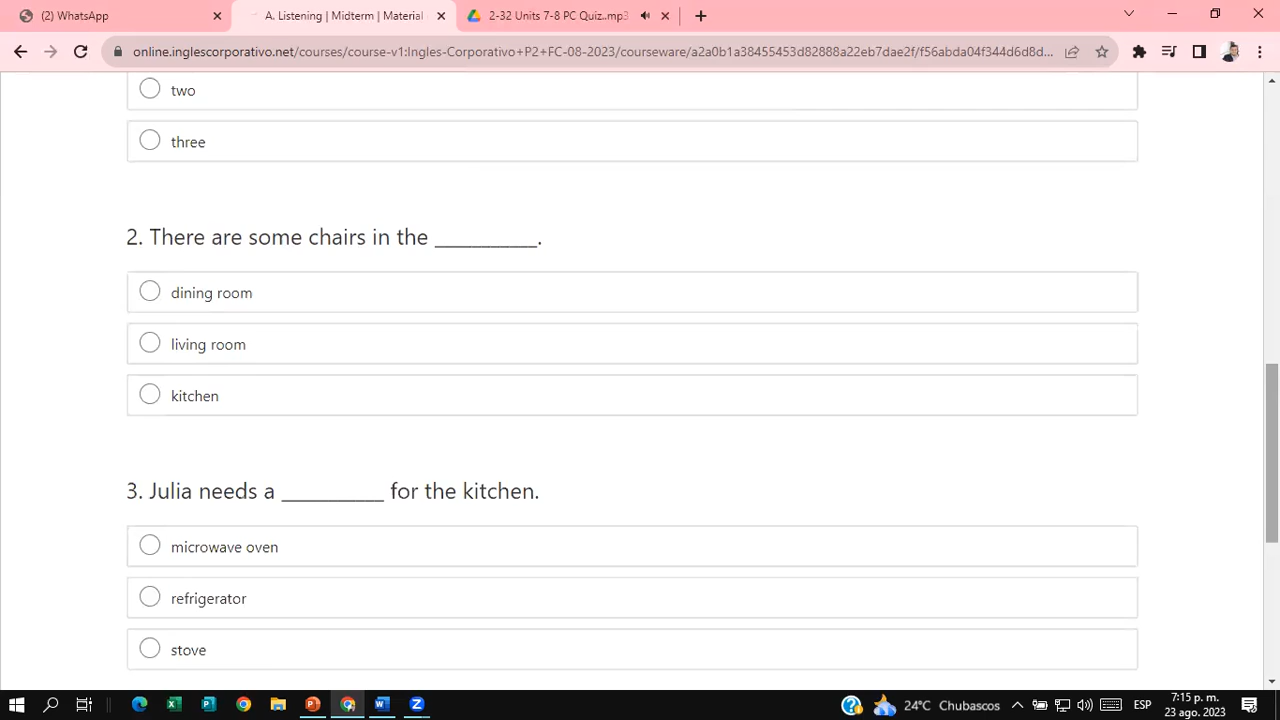 (2) WhatsApp
A. Listening | Midterm | Material
2-32 Units 7-8 PC Quiz..mp3
online.inglescorporativo.net/courses/course-v1:Ingles-Corporativo+P2+FC-08-2023/courseware/a2a0b1a38455453d82888a22eb7dae2f/f56abda04f344d6d8d...
two
three
2. There are some chairs in the ___________.
dining room
living room
kitchen
3. Julia needs a ___________ for the kitchen.
microwave oven
refrigerator
stove
24°C Chubascos
ESP
7:15 p. m.
23 ago. 2023